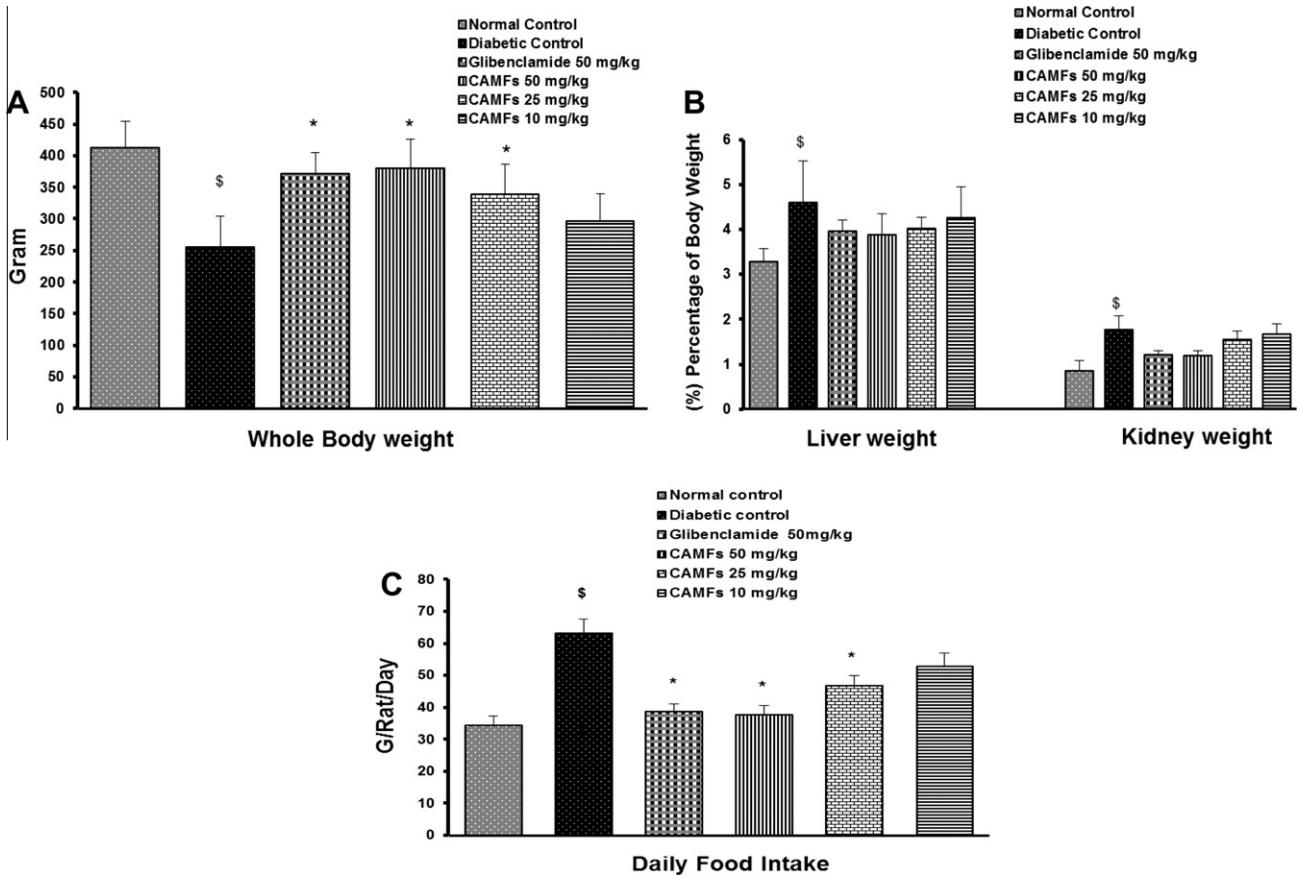 Normal Control
Diabetic Control
Glibenclamide 50 mg/kg
CAMFs 50 mg/kg
CAMFs 25 mg/kg
CAMFs 10 mg/kg
A
500
450
400
350
300
250
200
150
100
50
0
Gram
$
*
*
*
Whole Body weight
Normal Control
Diabetic Control
Glibenclamide 50 mg/kg
CAMFs 50 mg/kg
CAMFs 25 mg/kg
CAMFs 10 mg/kg
B
6
5
4
3
2
1
0
(%) Percentage of Body Weight
$
$
Liver weight
Kidney weight
Normal control
Diabetic control
Glibenclamide 50mg/kg
CAMFs 50 mg/kg
CAMFs 25 mg/kg
CAMFs 10 mg/kg
C
80
70
60
50
40
30
20
10
0
G/Rat/Day
$
*
*
*
Daily Food Intake